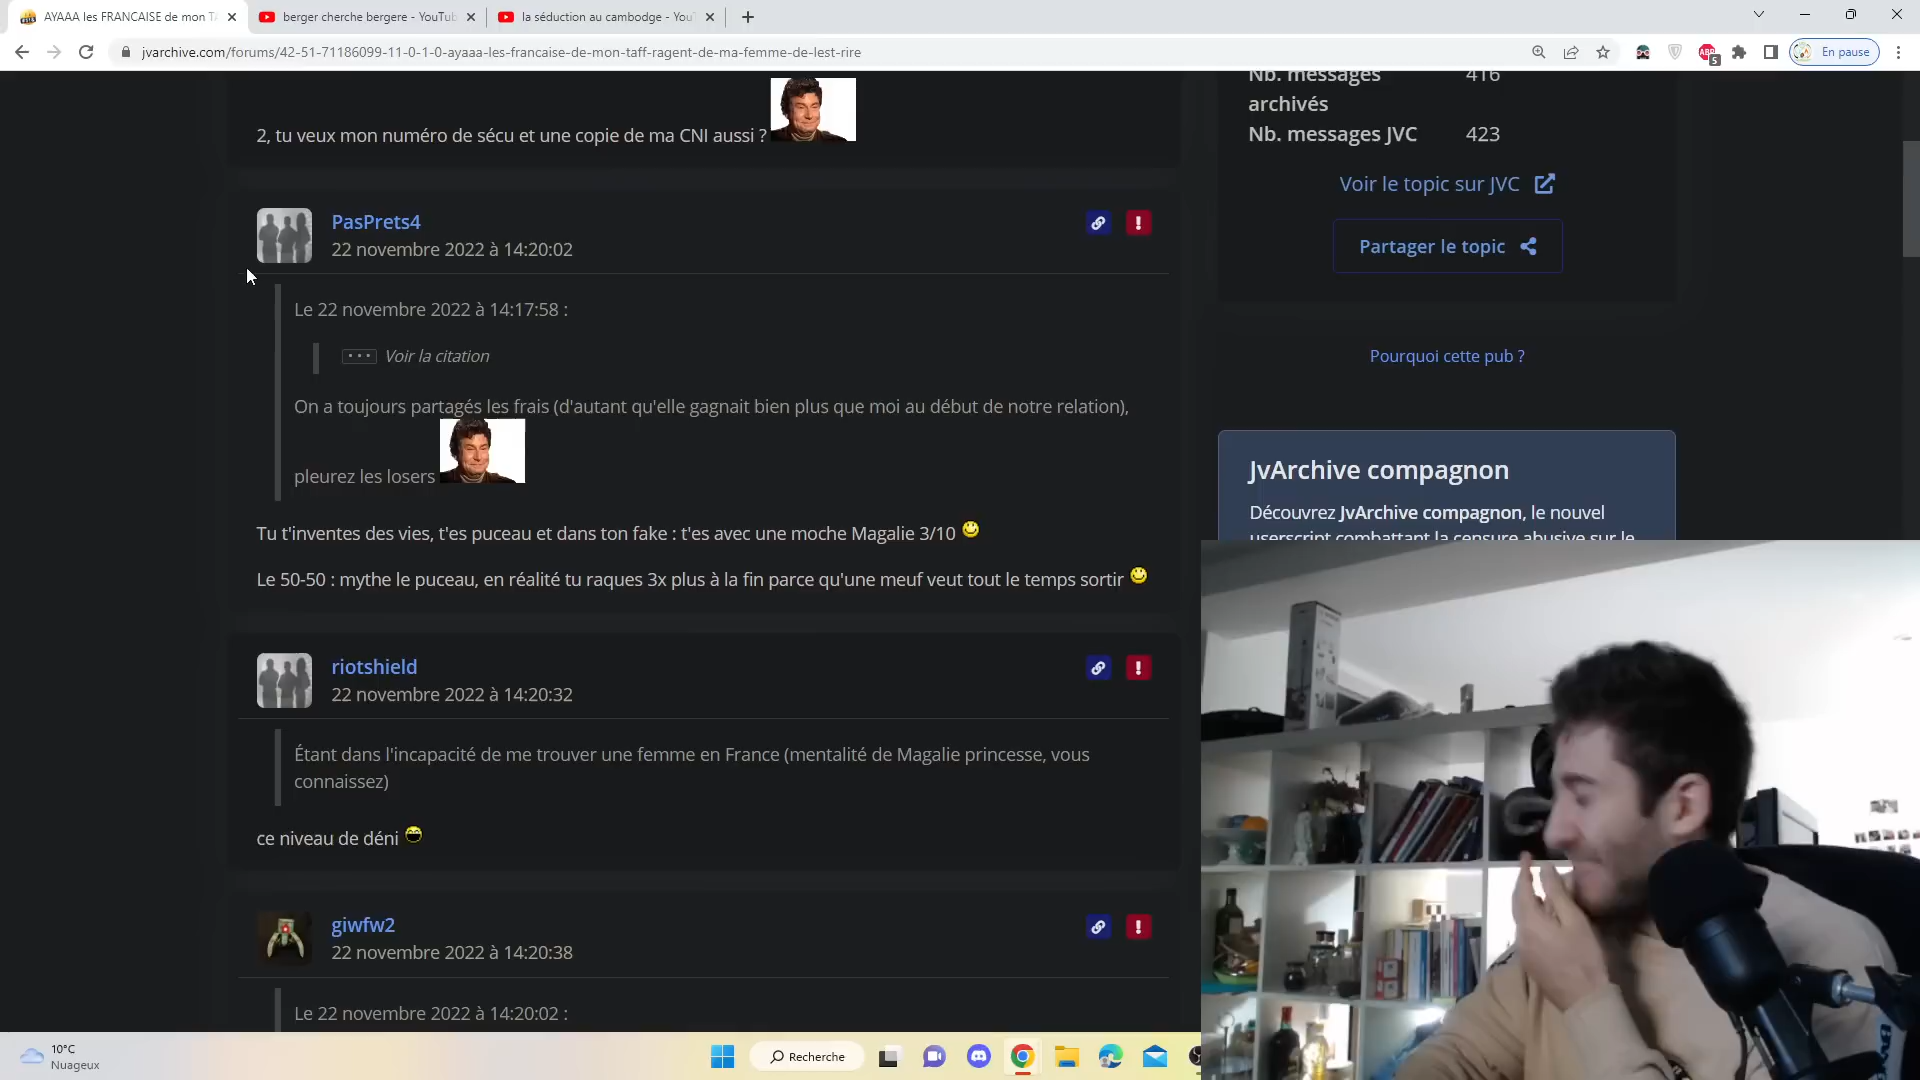 AYAAA les FRANCAISE de mon T
berger cherche bergere - YouTub
la séduction au cambodge - You
jvarchive.com/forums/42-51-71186099-11-0-1-0-ayaaa-les-francaise-de-mon-taff-ragent-de-ma-femme-de-lest-rire
ABP
5
En pause
2, tu veux mon numéro de sécu et une copie de ma CNI aussi ?
Nb. messages 416
archivés
Nb. messages JVC 423
Voir le topic sur JVC
Partager le topic
Pourquoi cette pub ?
PasPrets4
22 novembre 2022 à 14:20:02
Le 22 novembre 2022 à 14:17:58 :
Voir la citation
On a toujours partagés les frais (d'autant qu'elle gagnait bien plus que moi au début de notre relation),
pleurez les losers
Tu t'inventes des vies, t'es puceau et dans ton fake : t'es avec une moche Magalie 3/10
Le 50-50 : mythe le puceau, en réalité tu raques 3x plus à la fin parce qu'une meuf veut tout le temps sortir
JvArchive compagnon
Découvrez JvArchive compagnon, le nouvel
userscript combattant la censure abusive sur le
riotshield
22 novembre 2022 à 14:20:32
Étant dans l'incapacité de me trouver une femme en France (mentalité de Magalie princesse, vous
connaissez)
ce niveau de déni
giwfw2
22 novembre 2022 à 14:20:38
Le 22 novembre 2022 à 14:20:02 :
10°C
Nuageux
Recherche